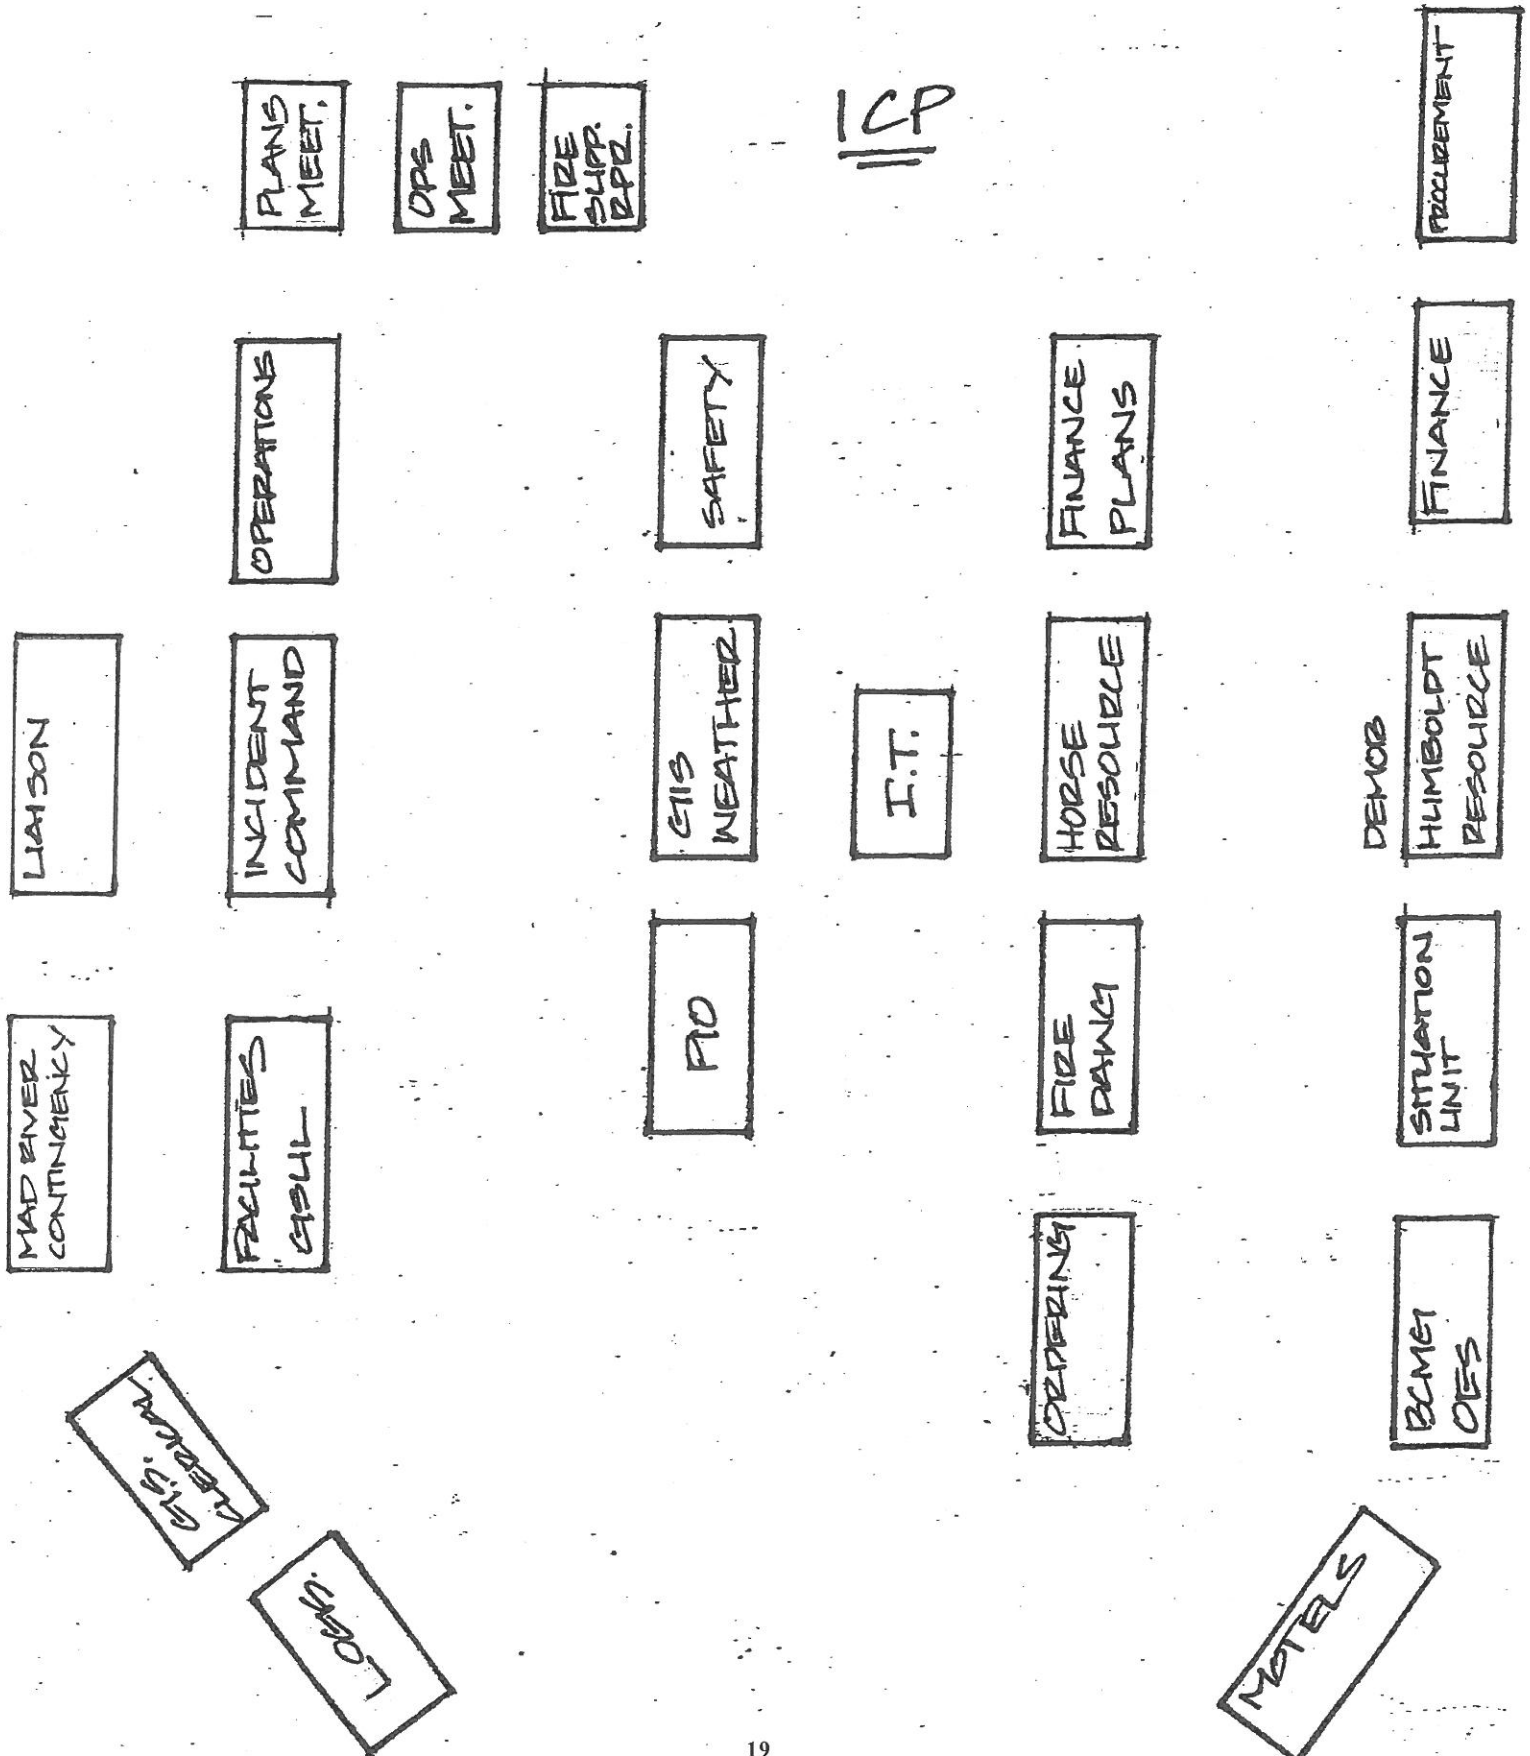 ICP
MAD RIVER
CONTINGENCY
LIAISON
G.S.
LOGS.
FACILITIES
GSUL
INCIDENT
COMMAND
OPERATIONS
PLANS
MEET.
OPS
MEET.
FIRE
SUPP.
RPR.
PIO
GIS
WEATHER
SAFETY
I.T.
ORDERING
FIRE
DAWG
HORSE
RESOURCE
FINANCE
PLANS
MOTELS
BCMG
OES
SITUATION
UNIT
DEMOB
HUMBOLDT
RESOURCE
FINANCE
PROCUREMENT
19